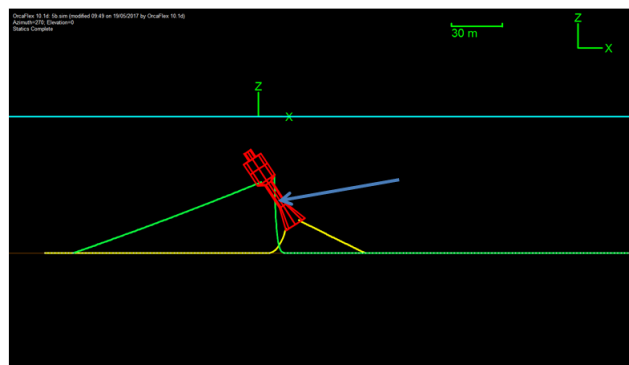 OrcaFlex 10.1d: 5b.sim (modified 09:49 on 19/05/2017 by OrcaFlex 10.1d)
Azimuth=270; Elevation=0
Statics Complete
30 m
Z
X
Z
X